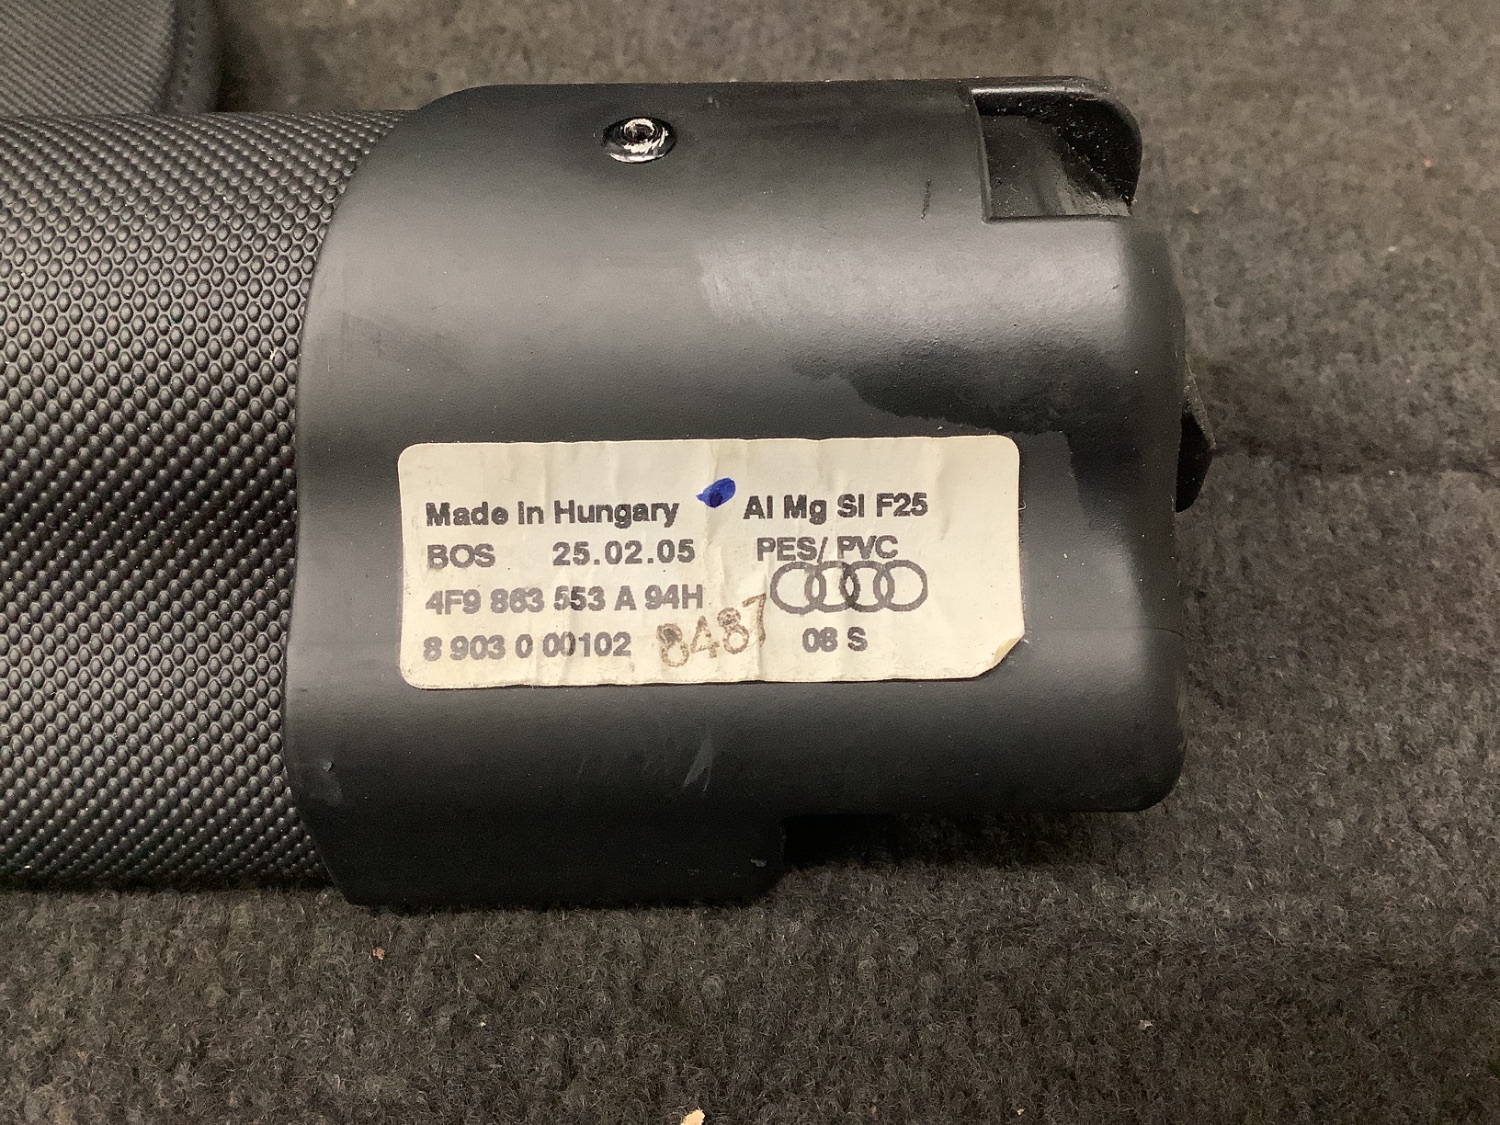 Made in Hungary Al Mg Si F25
BOS 25.02.05 PES/ PVC
4F9 863 553 A 94H
8 903 0 00102 8487 08 S